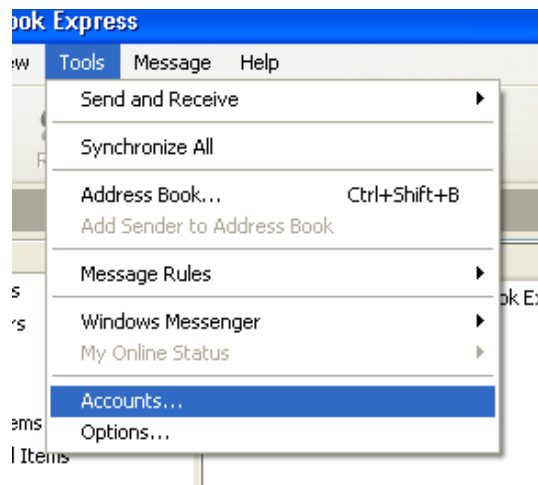 ook Express
ew Tools Message Help
Send and Receive
Synchronize All
Address Book... Ctrl+Shift+B
Add Sender to Address Book
Message Rules
s
ok E
rs
Windows Messenger
My Online Status
Accounts...
ems
Options...
l Items